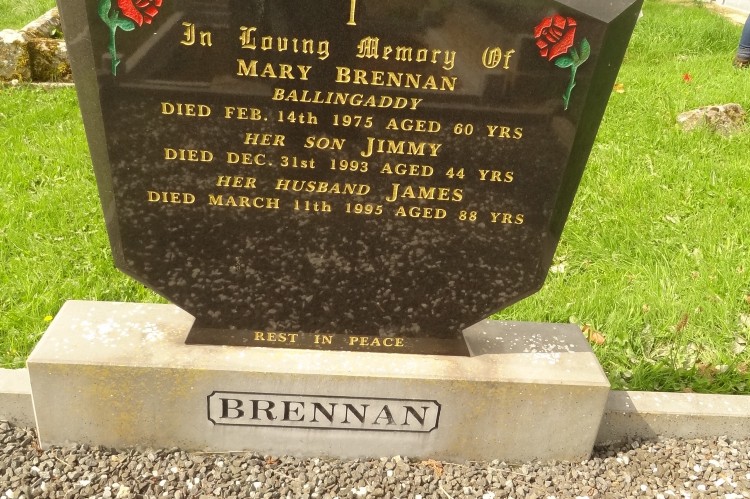 In Loving Memory Of
MARY BRENNAN
BALLINGADDY
DIED FEB. 14th 1975 AGED 60 YRS
HER SON JIMMY
DIED DEC. 31st 1993 AGED 44 YRS
HER HUSBAND JAMES
DIED MARCH 11th 1995 AGED 88 YRS
REST IN PEACE
BRENNAN